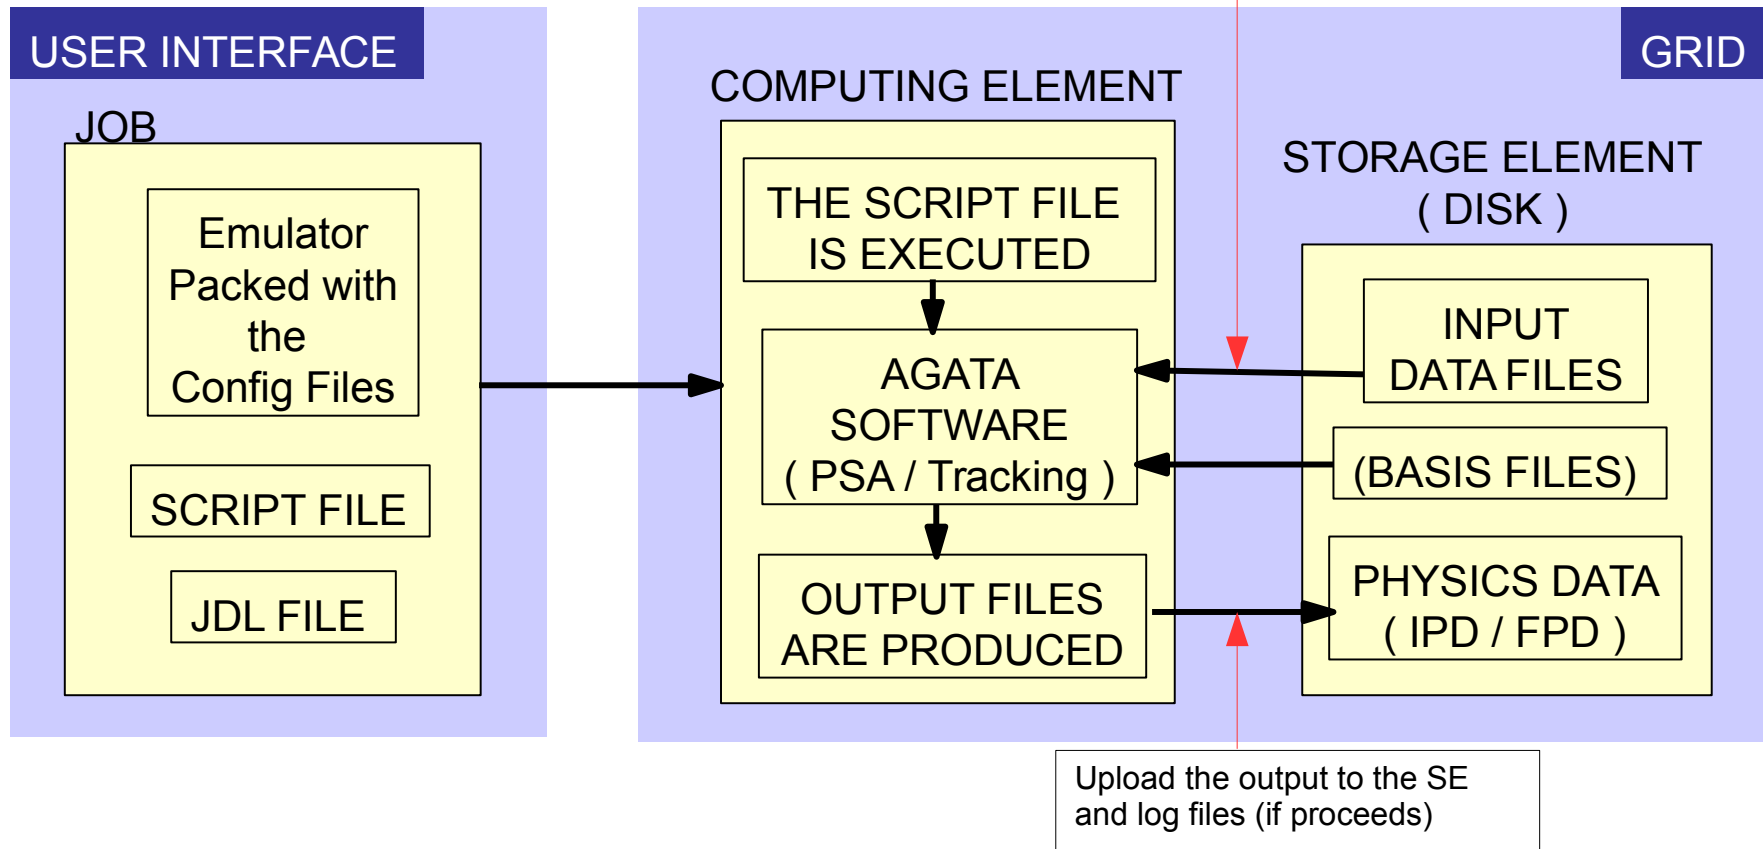 USER INTERFACE
JOB
Emulator
Packed with
the
Config Files
SCRIPT FILE
JDL FILE
GRID
COMPUTING ELEMENT
THE SCRIPT FILE
IS EXECUTED
AGATA
SOFTWARE
( PSA / Tracking )
OUTPUT FILES
ARE PRODUCED
STORAGE ELEMENT
( DISK )
INPUT
DATA FILES
(BASIS FILES)
PHYSICS DATA
( IPD / FPD )
Upload the output to the SE
and log files (if proceeds)